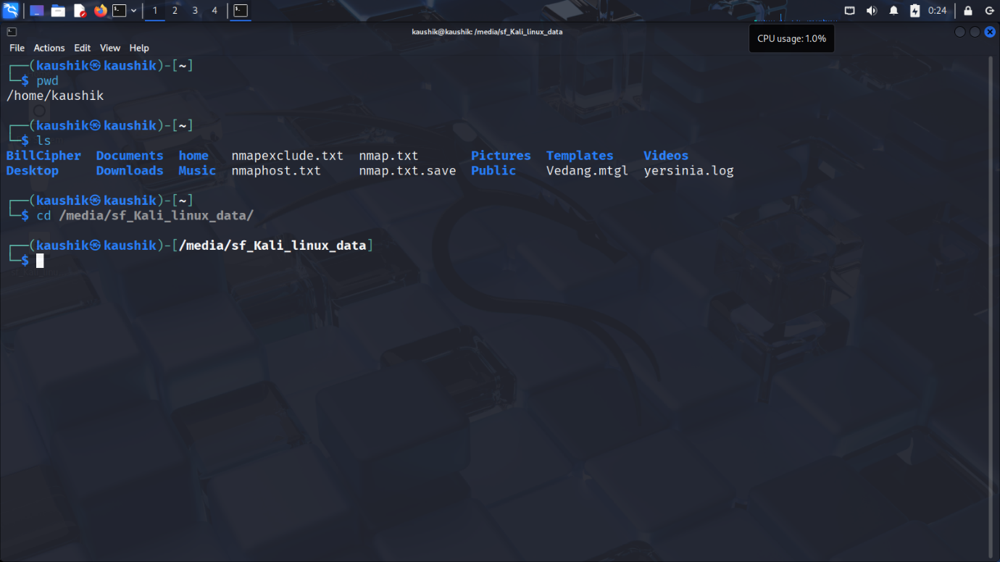 1 2 3 4 0:24
kaushik@kaushik: /media/sf_Kali_linux_data
CPU usage: 1.0%
File Actions Edit View Help
┌──(kaushik㉿kaushik)-[~]
└─$ pwd
/home/kaushik
┌──(kaushik㉿kaushik)-[~]
└─$ ls
BillCipher Documents home nmapexclude.txt nmap.txt Pictures Templates Videos
Desktop Downloads Music nmaphost.txt nmap.txt.save Public Vedang.mtgl yersinia.log
┌──(kaushik㉿kaushik)-[~]
└─$ cd /media/sf_Kali_linux_data/
┌──(kaushik㉿kaushik)-[/media/sf_Kali_linux_data]
└─$